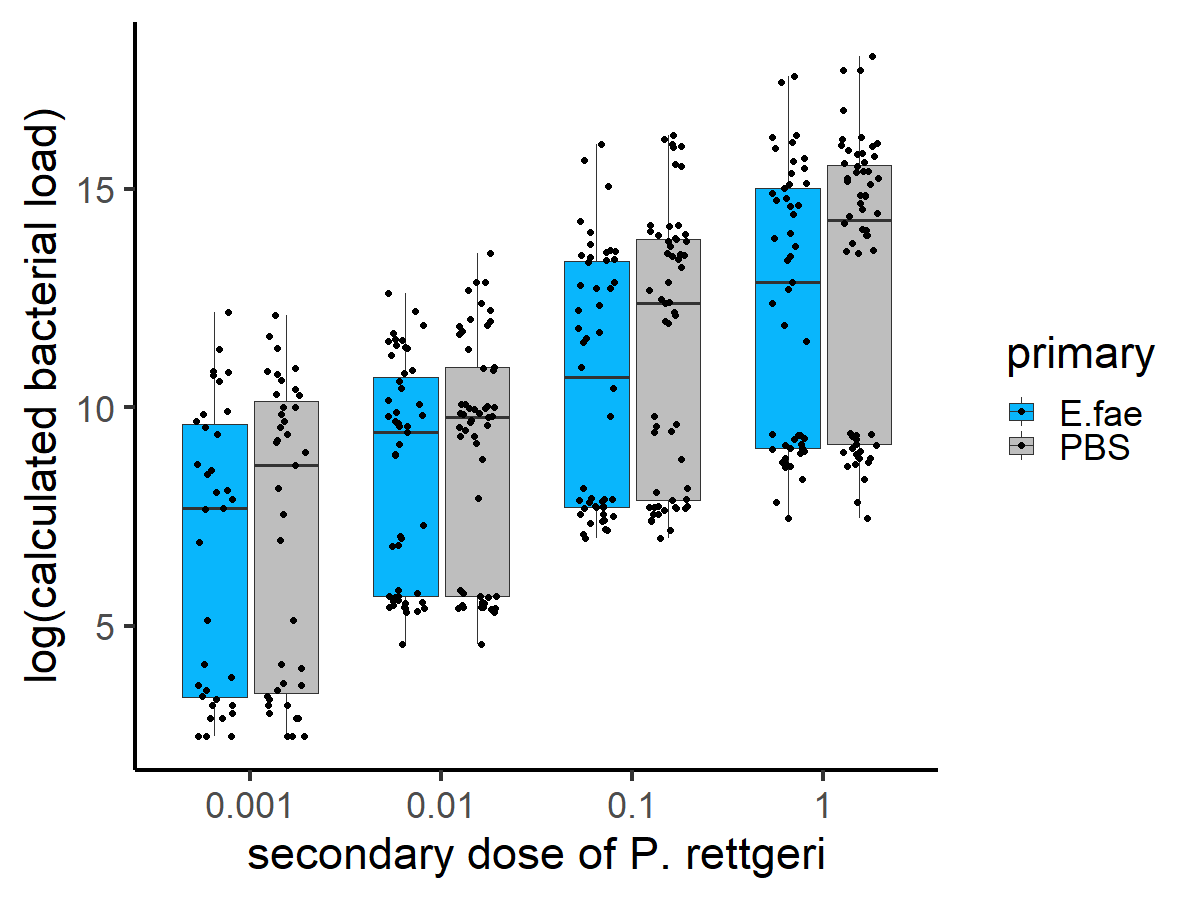 log(calculated bacterial load)
15
10
5
0.001 0.01 0.1 1
secondary dose of P. rettgeri
primary
E.fae
PBS